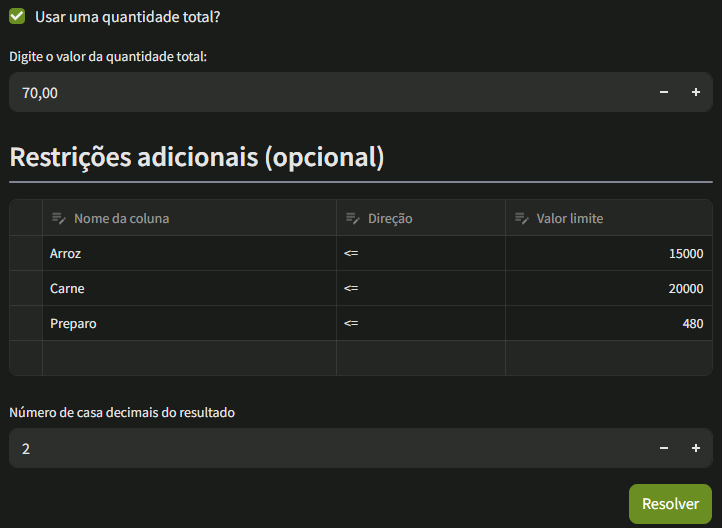 Usar uma quantidade total?
Digite o valor da quantidade total:
70,00
Restrições adicionais (opcional)
Nome da coluna Direção Valor limite
Arroz <= 15000
Carne <= 20000
Preparo <= 480
Número de casa decimais do resultado
2
Resolver